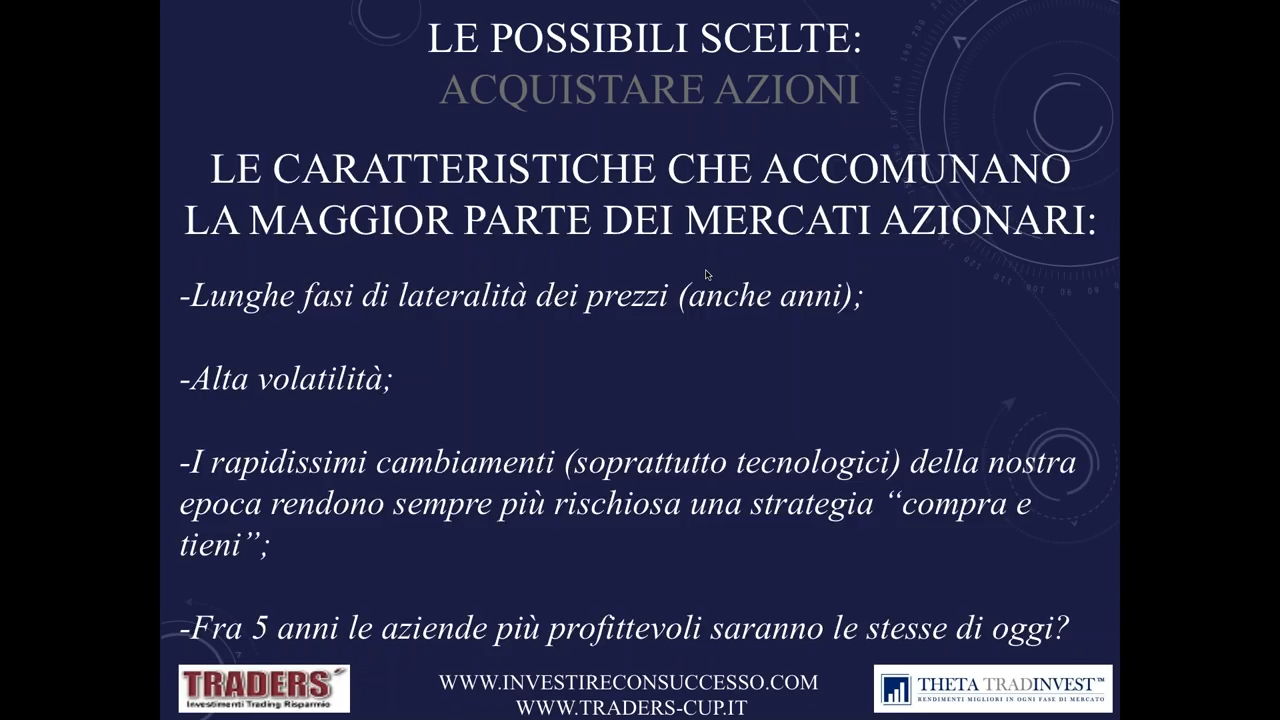 LE POSSIBILI SCELTE:
ACQUISTARE AZIONI
LE CARATTERISTICHE CHE ACCOMUNANO
LA MAGGIOR PARTE DEI MERCATI AZIONARI:
-Lunghe fasi di lateralità dei prezzi (anche anni);
-Alta volatilità;
-I rapidissimi cambiamenti (soprattutto tecnologici) della nostra
epoca rendono sempre più rischiosa una strategia “compra e
tieni”;
-Fra 5 anni le aziende più profittevoli saranno le stesse di oggi?
TRADERS´
Investimenti Trading Risparmio
WWW.INVESTIRECONSUCCESSO.COM
WWW.TRADERS-CUP.IT
THETA TRADINVEST™
RENDIMENTI MIGLIORI IN OGNI FASE DI MERCATO